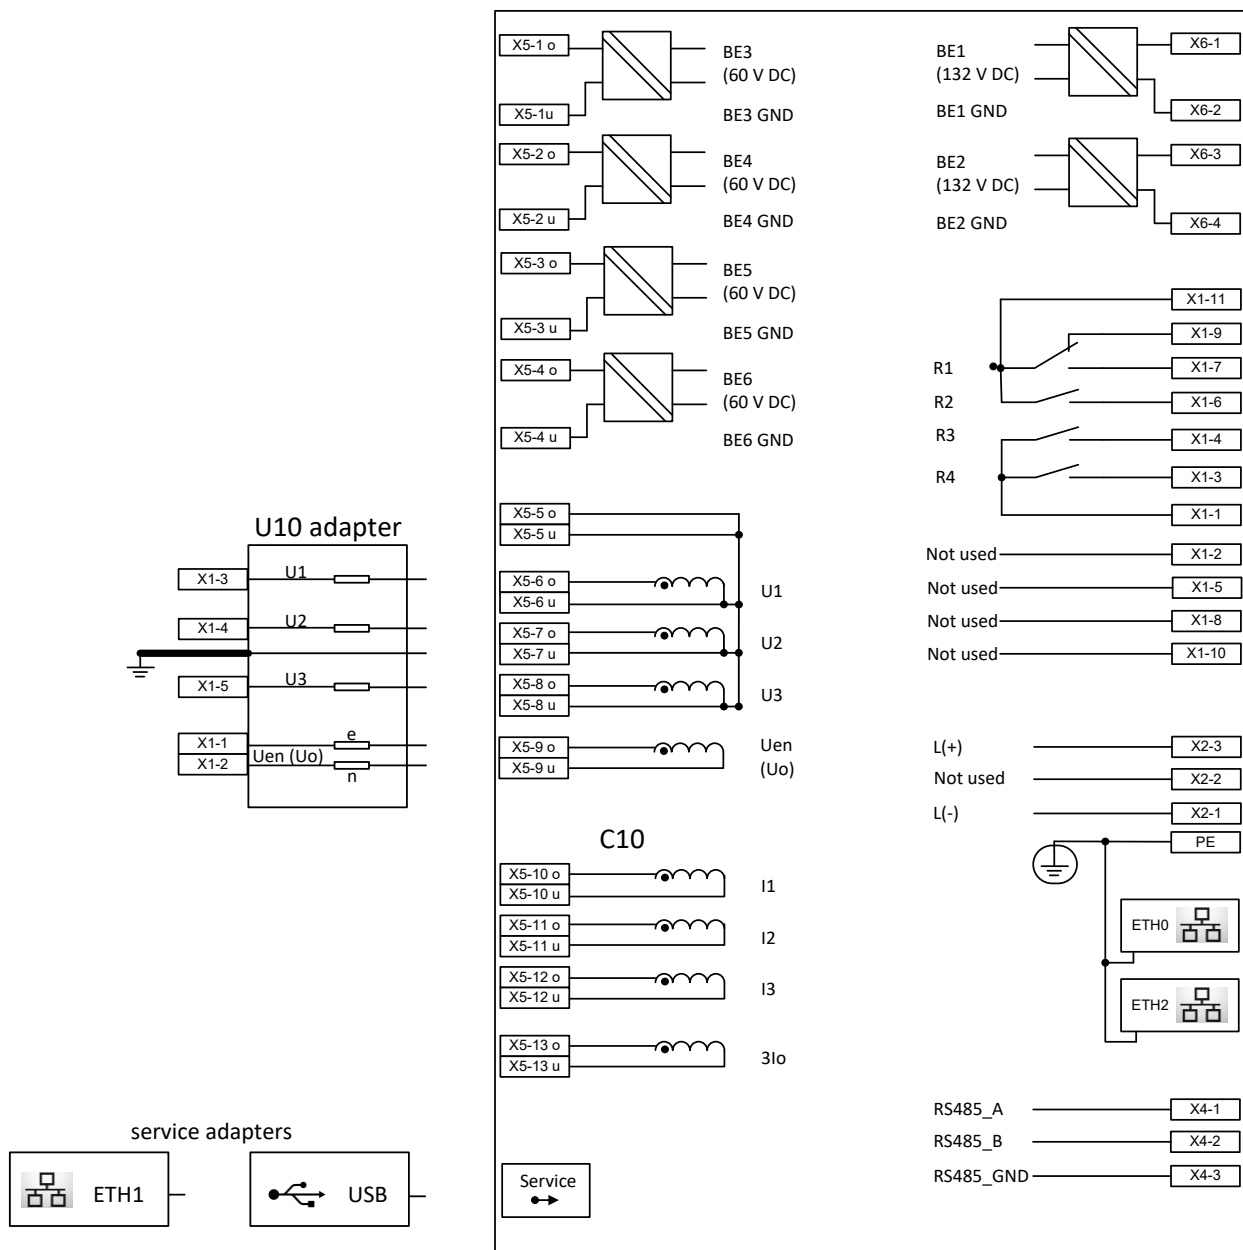 X5-1 o
BE3
(60 V DC)
X5-1u
BE3 GND
X5-2 o
BE4
(60 V DC)
X5-2 u
BE4 GND
X5-3 o
BE5
(60 V DC)
X5-3 u
BE5 GND
X5-4 o
BE6
(60 V DC)
X5-4 u
BE6 GND
BE1
(132 V DC)
BE1 GND
X6-1
X6-2
BE2
(132 V DC)
BE2 GND
X6-3
X6-4
X1-11
X1-9
R1
X1-7
R2
X1-6
R3
X1-4
R4
X1-3
X1-1
Not used
X1-2
Not used
X1-5
Not used
X1-8
Not used
X1-10
U10 adapter
X1-3
U1
X1-4
U2
X1-5
U3
X1-1
e
X1-2
Uen (Uo)
n
X5-5 o
X5-5 u
X5-6 o
X5-6 u
U1
X5-7 o
X5-7 u
U2
X5-8 o
X5-8 u
U3
X5-9 o
X5-9 u
Uen
(Uo)
C10
X5-10 o
X5-10 u
I1
X5-11 o
X5-11 u
I2
X5-12 o
X5-12 u
I3
X5-13 o
X5-13 u
3Io
L(+)
X2-3
Not used
X2-2
L(-)
X2-1
PE
ETH0
ETH2
RS485_A
X4-1
RS485_B
X4-2
RS485_GND
X4-3
service adapters
ETH1
USB
Service